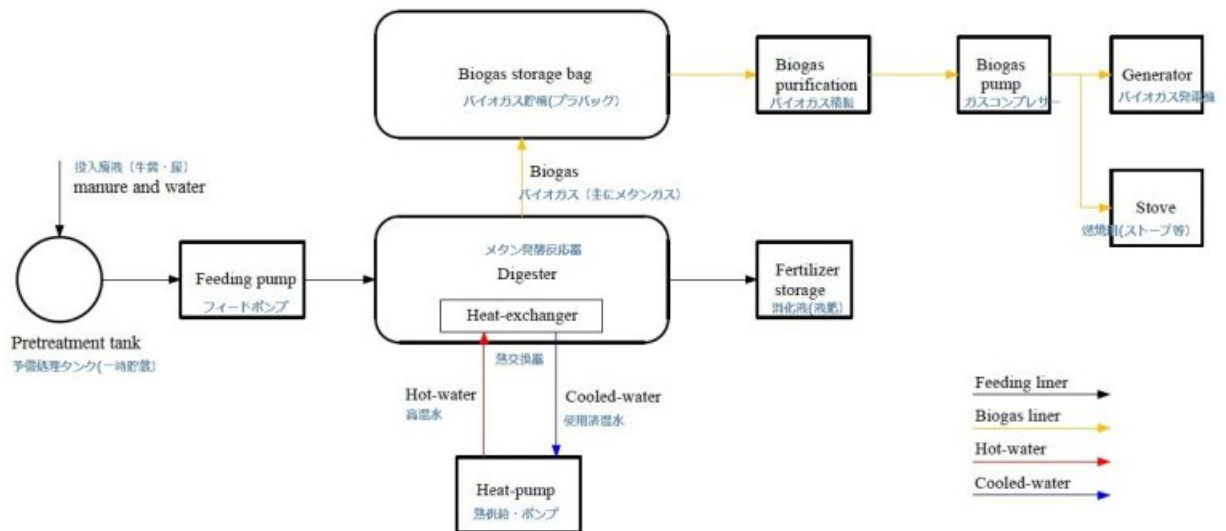 Biogas storage bag
バイオガス貯槽(プラバッグ)
Biogas
purification
バイオガス精製
Biogas
pump
ガスコンプレサー
Generator
バイオガス発電機
Stove
燃焼用(ストーブ等)
投入廃液(牛糞・尿)
manure and water
Biogas
バイオガス(主にメタンガス)
メタン発酵反応器
Digester
Heat-exchanger
熱交換器
Feeding pump
フィードポンプ
Fertilizer
storage
消化液(液肥)
Pretreatment tank
予備処理タンク(一時貯蔵)
Hot-water
高温水
Cooled-water
使用済温水
Heat-pump
熱供給・ポンプ
Feeding liner
Biogas liner
Hot-water
Cooled-water